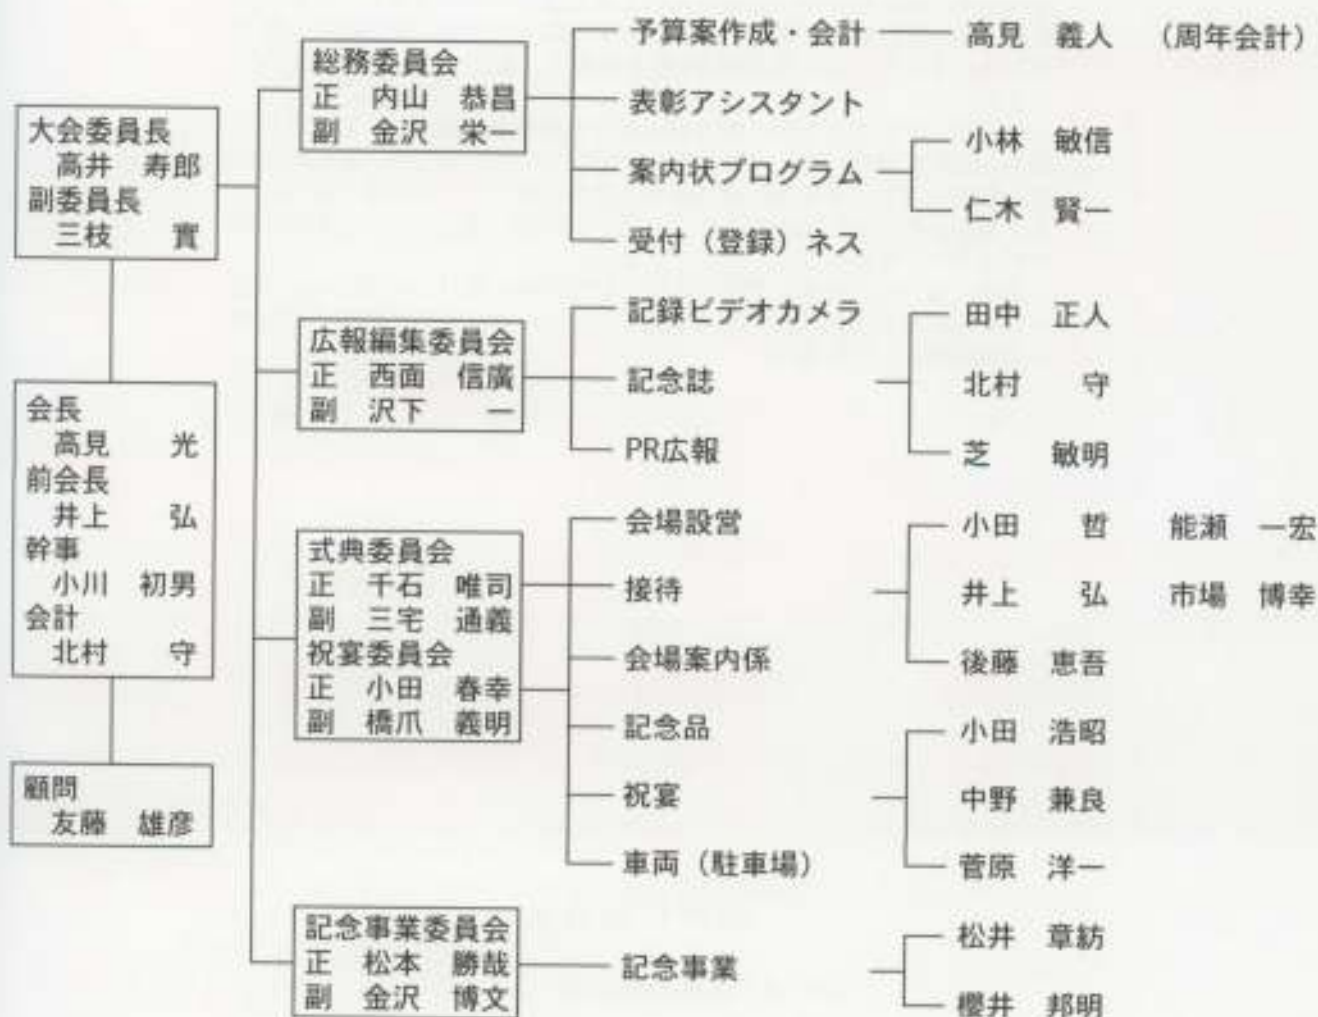 大会委員長
高井 寿郎
副委員長
三枝 實
会長
高見 光
前会長
井上 弘
幹事
小川 初男
会計
北村 守
顧問
友藤 雄彦
総務委員会
正 内山 恭昌
副 金沢 栄一
予算案作成・会計
高見 義人 (周年会計)
表彰アシスタント
案内状プログラム
小林 敏信
仁木 賢一
受付(登録)ネス
広報編集委員会
正 西面 信廣
副 沢下 一
記録ビデオカメラ
記念誌
PR広報
田中 正人
北村 守
芝 敏明
式典委員会
正 千石 唯司
副 三宅 通義
祝宴委員会
正 小田 春幸
副 橋爪 義明
会場設営
接待
会場案内係
記念品
祝宴
車両(駐車場)
小田 哲 能瀬 一宏
井上 弘 市場 博幸
後藤 恵吾
小田 浩昭
中野 兼良
菅原 洋一
記念事業委員会
正 松本 勝哉
副 金沢 博文
記念事業
松井 章紡
櫻井 邦明